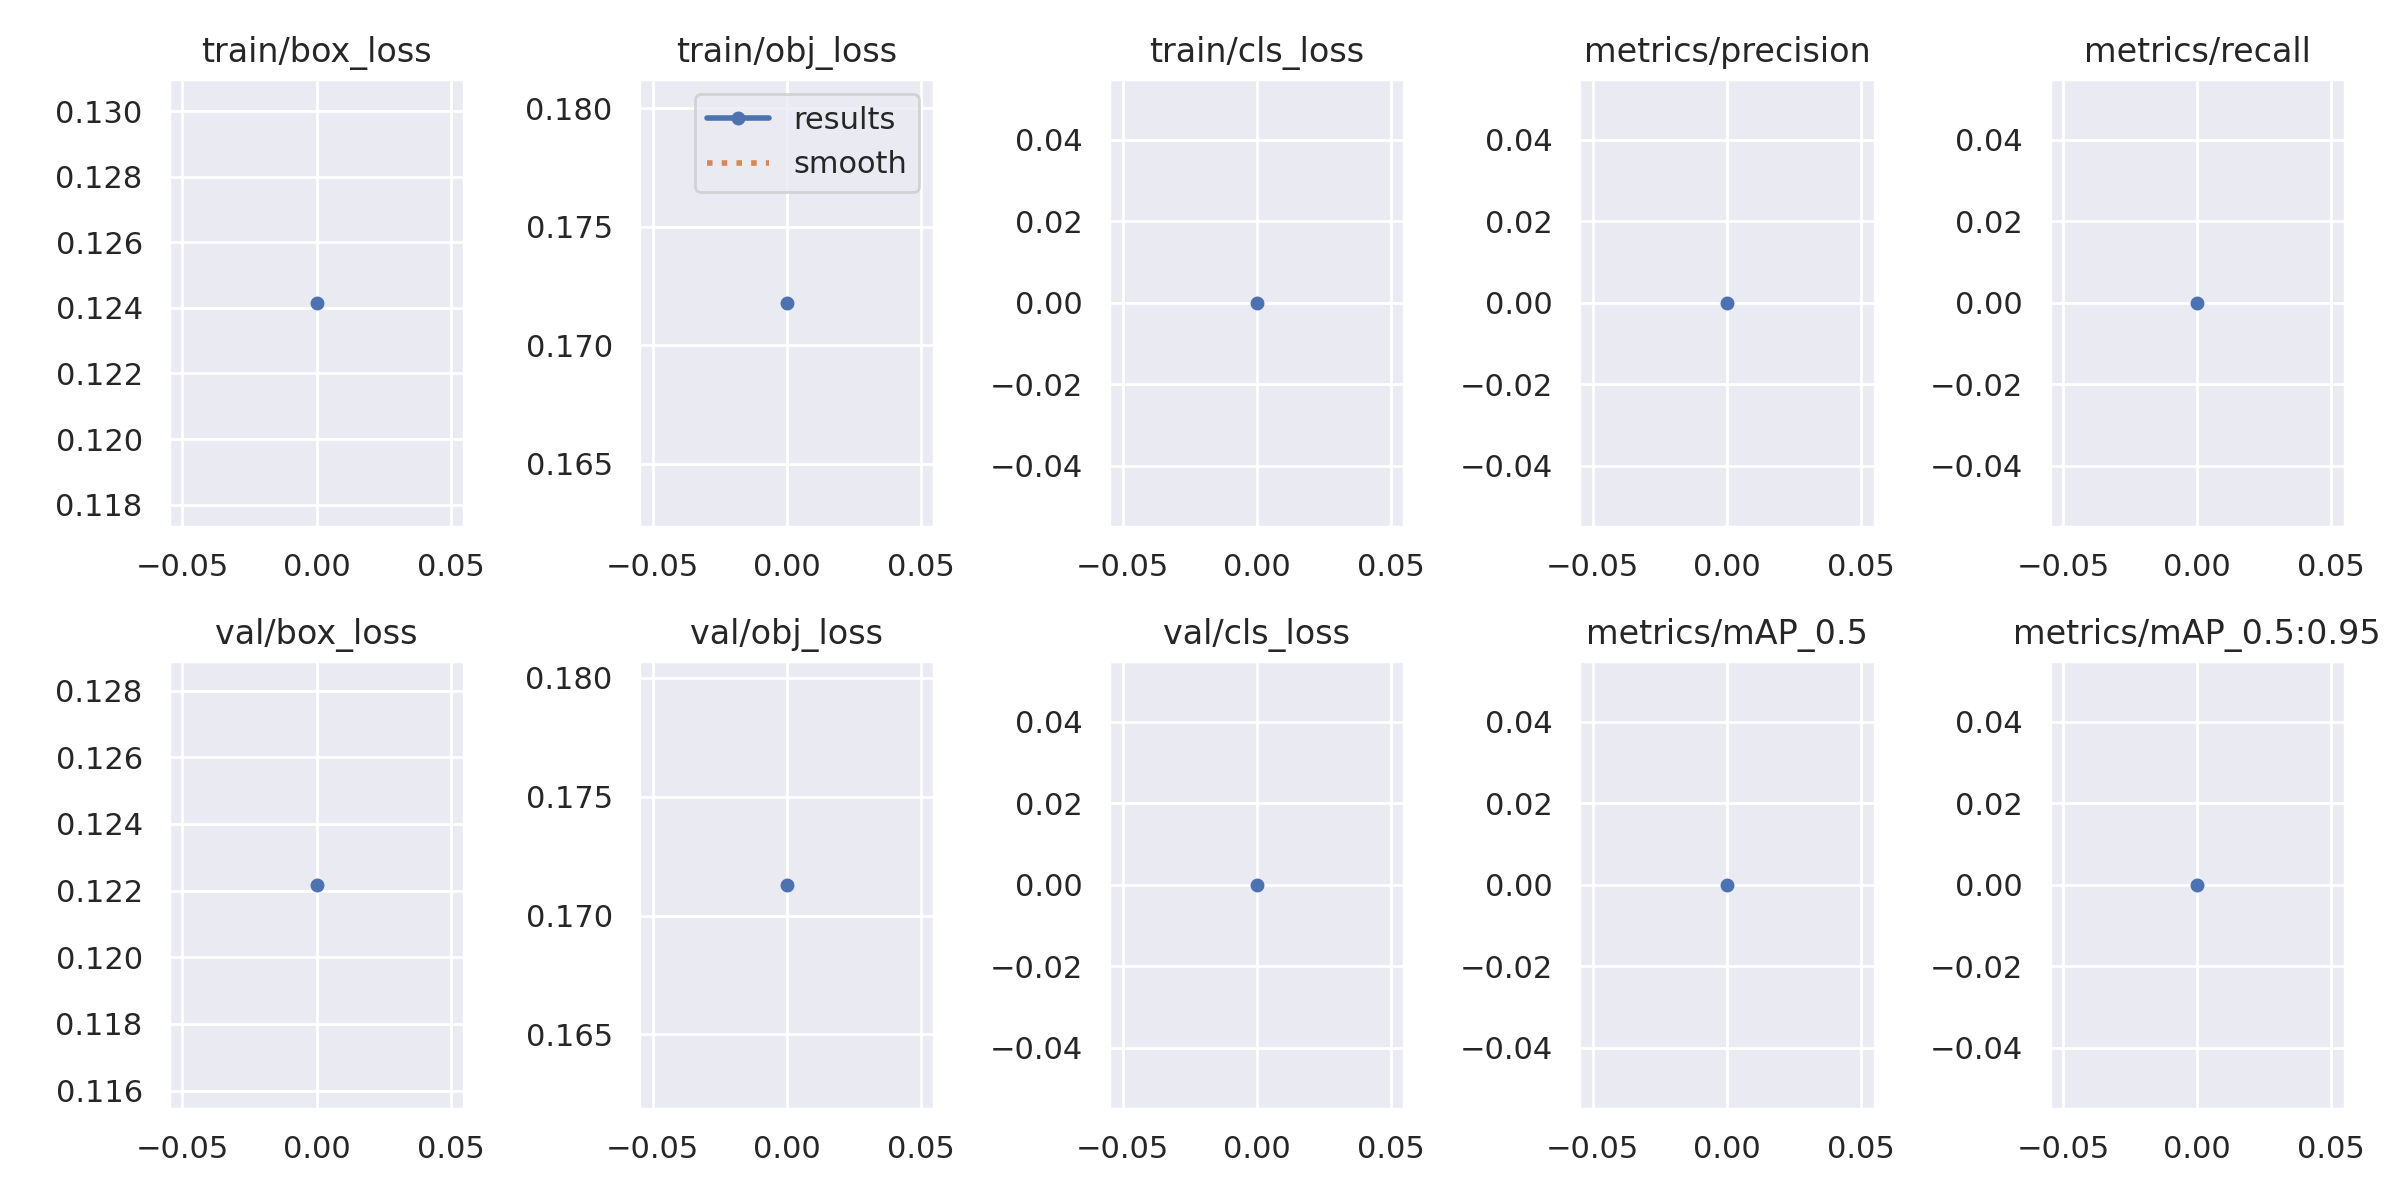 train/box_loss
0.130
0.128
0.126
0.124
0.122
0.120
0.118
−0.05 0.00 0.05
train/obj_loss
results
smooth
0.180
0.175
0.170
0.165
−0.05 0.00 0.05
train/cls_loss
0.04
0.02
0.00
−0.02
−0.04
−0.05 0.00 0.05
metrics/precision
0.04
0.02
0.00
−0.02
−0.04
−0.05 0.00 0.05
metrics/recall
0.04
0.02
0.00
−0.02
−0.04
−0.05 0.00 0.05
val/box_loss
0.128
0.126
0.124
0.122
0.120
0.118
0.116
−0.05 0.00 0.05
val/obj_loss
0.180
0.175
0.170
0.165
−0.05 0.00 0.05
val/cls_loss
0.04
0.02
0.00
−0.02
−0.04
−0.05 0.00 0.05
metrics/mAP_0.5
0.04
0.02
0.00
−0.02
−0.04
−0.05 0.00 0.05
metrics/mAP_0.5:0.95
0.04
0.02
0.00
−0.02
−0.04
−0.05 0.00 0.05